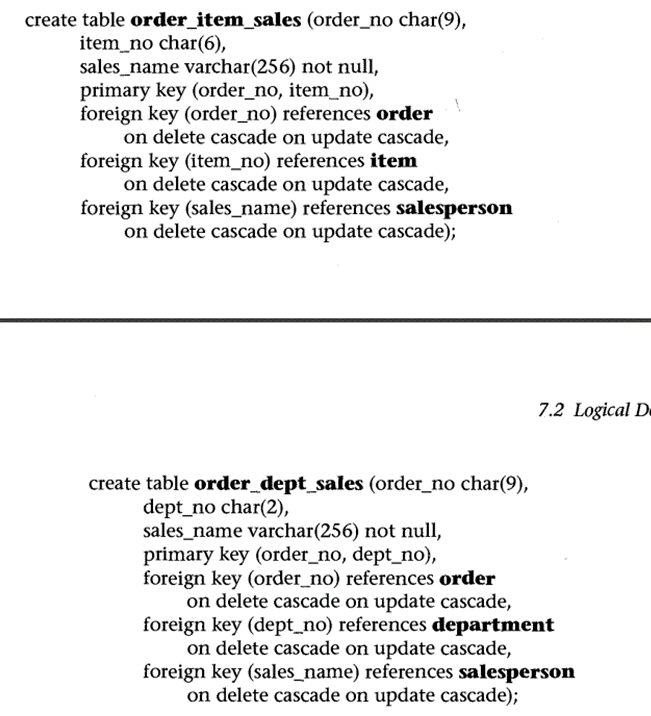 create table order_item_sales (order_no char(9),
item_no char(6),
sales_name varchar(256) not null,
primary key (order_no, item_no),
foreign key (order_no) references order
on delete cascade on update cascade,
foreign key (item_no) references item
on delete cascade on update cascade,
foreign key (sales_name) references salesperson
on delete cascade on update cascade);
7.2 Logical De
create table order_dept_sales (order_no char(9),
dept_no char(2),
sales_name varchar(256) not null,
primary key (order_no, dept_no),
foreign key (order_no) references order
on delete cascade on update cascade,
foreign key (dept_no) references department
on delete cascade on update cascade,
foreign key (sales_name) references salesperson
on delete cascade on update cascade);